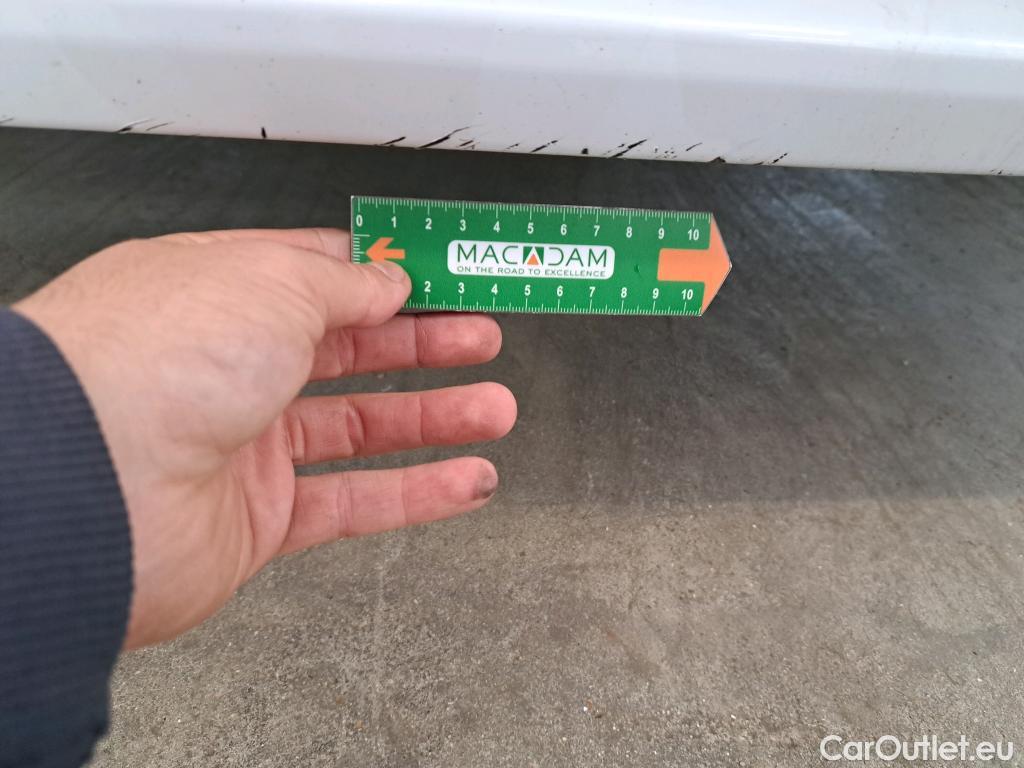 0 1 2 3 4 5 6 7 8 9 10
MACADAM
ON THE ROAD TO EXCELLENCE
2 3 4 5 6 7 8 9 10
CarOutlet.eu